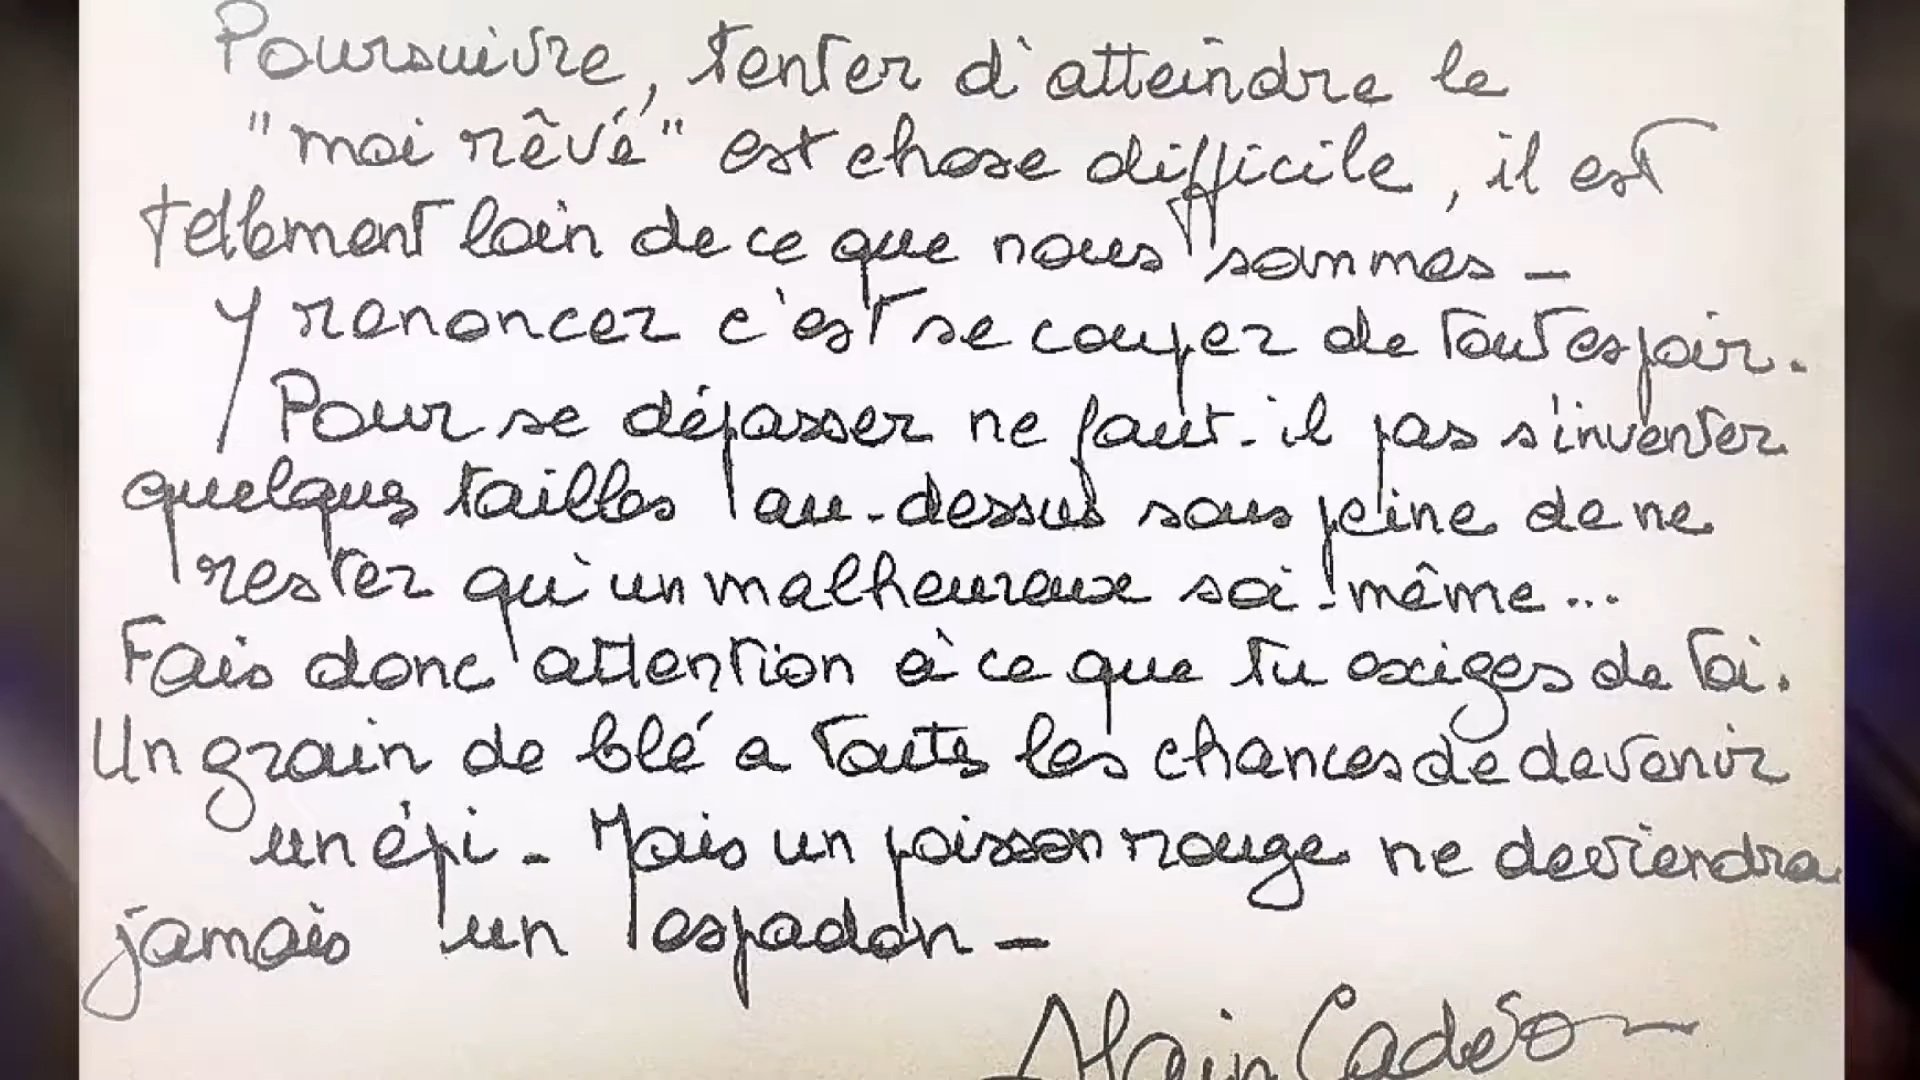 Poursuivre, tenter d'atteindre le
"moi rêvé" est chose difficile, il est
tellement loin de ce que nous sommes -
Y renoncer c'est se couper de tout espoir.
Pour se dépasser ne faut-il pas s'inventer
quelques tailles au-dessus sous peine de ne
rester qu'un malheureux soi-même...
Fais donc attention à ce que tu exiges de toi.
Un grain de blé a toutes les chances de devenir
un épi - Mais un poisson rouge ne deviendra
jamais un espadon -
Alain Cadéo